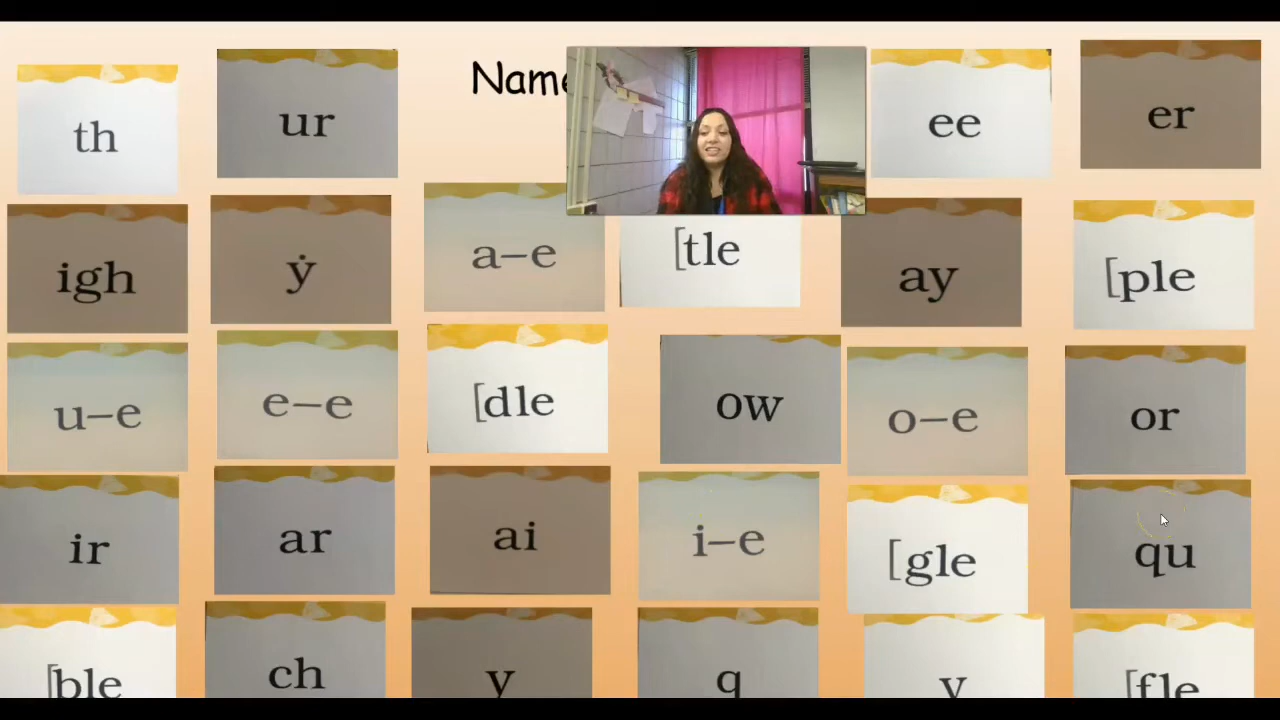 Name
th ur ee er
igh ẏ a–e [tle ay [ple
u–e e–e [dle ow o–e or
ir ar ai i–e [gle qu
[ble ch y q v [fle